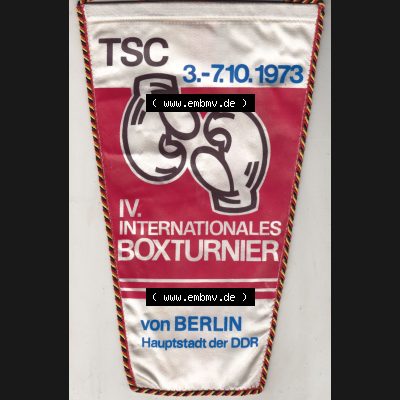 TSC
3.-7.10.1973
( www.embmv.de )
IV.
INTERNATIONALES
BOXTURNIER
( www.embmv.de )
von BERLIN
Hauptstadt der DDR